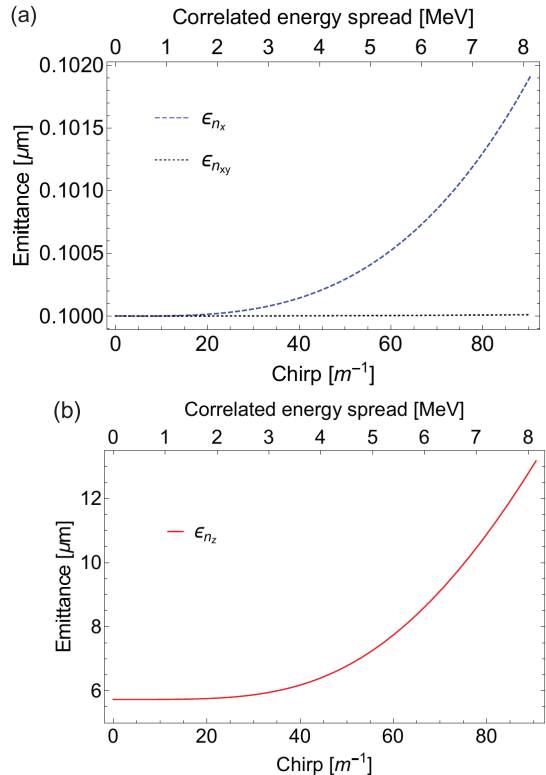 (a)
Correlated energy spread [MeV]
0 1 2 3 4 5 6 7 8
0.1020
0.1015
0.1010
0.1005
0.1000
Emittance [μm]
ϵnx
ϵnxy
0 20 40 60 80
Chirp [m⁻¹]
(b)
Correlated energy spread [MeV]
0 1 2 3 4 5 6 7 8
12
10
8
6
Emittance [μm]
ϵnz
0 20 40 60 80
Chirp [m⁻¹]